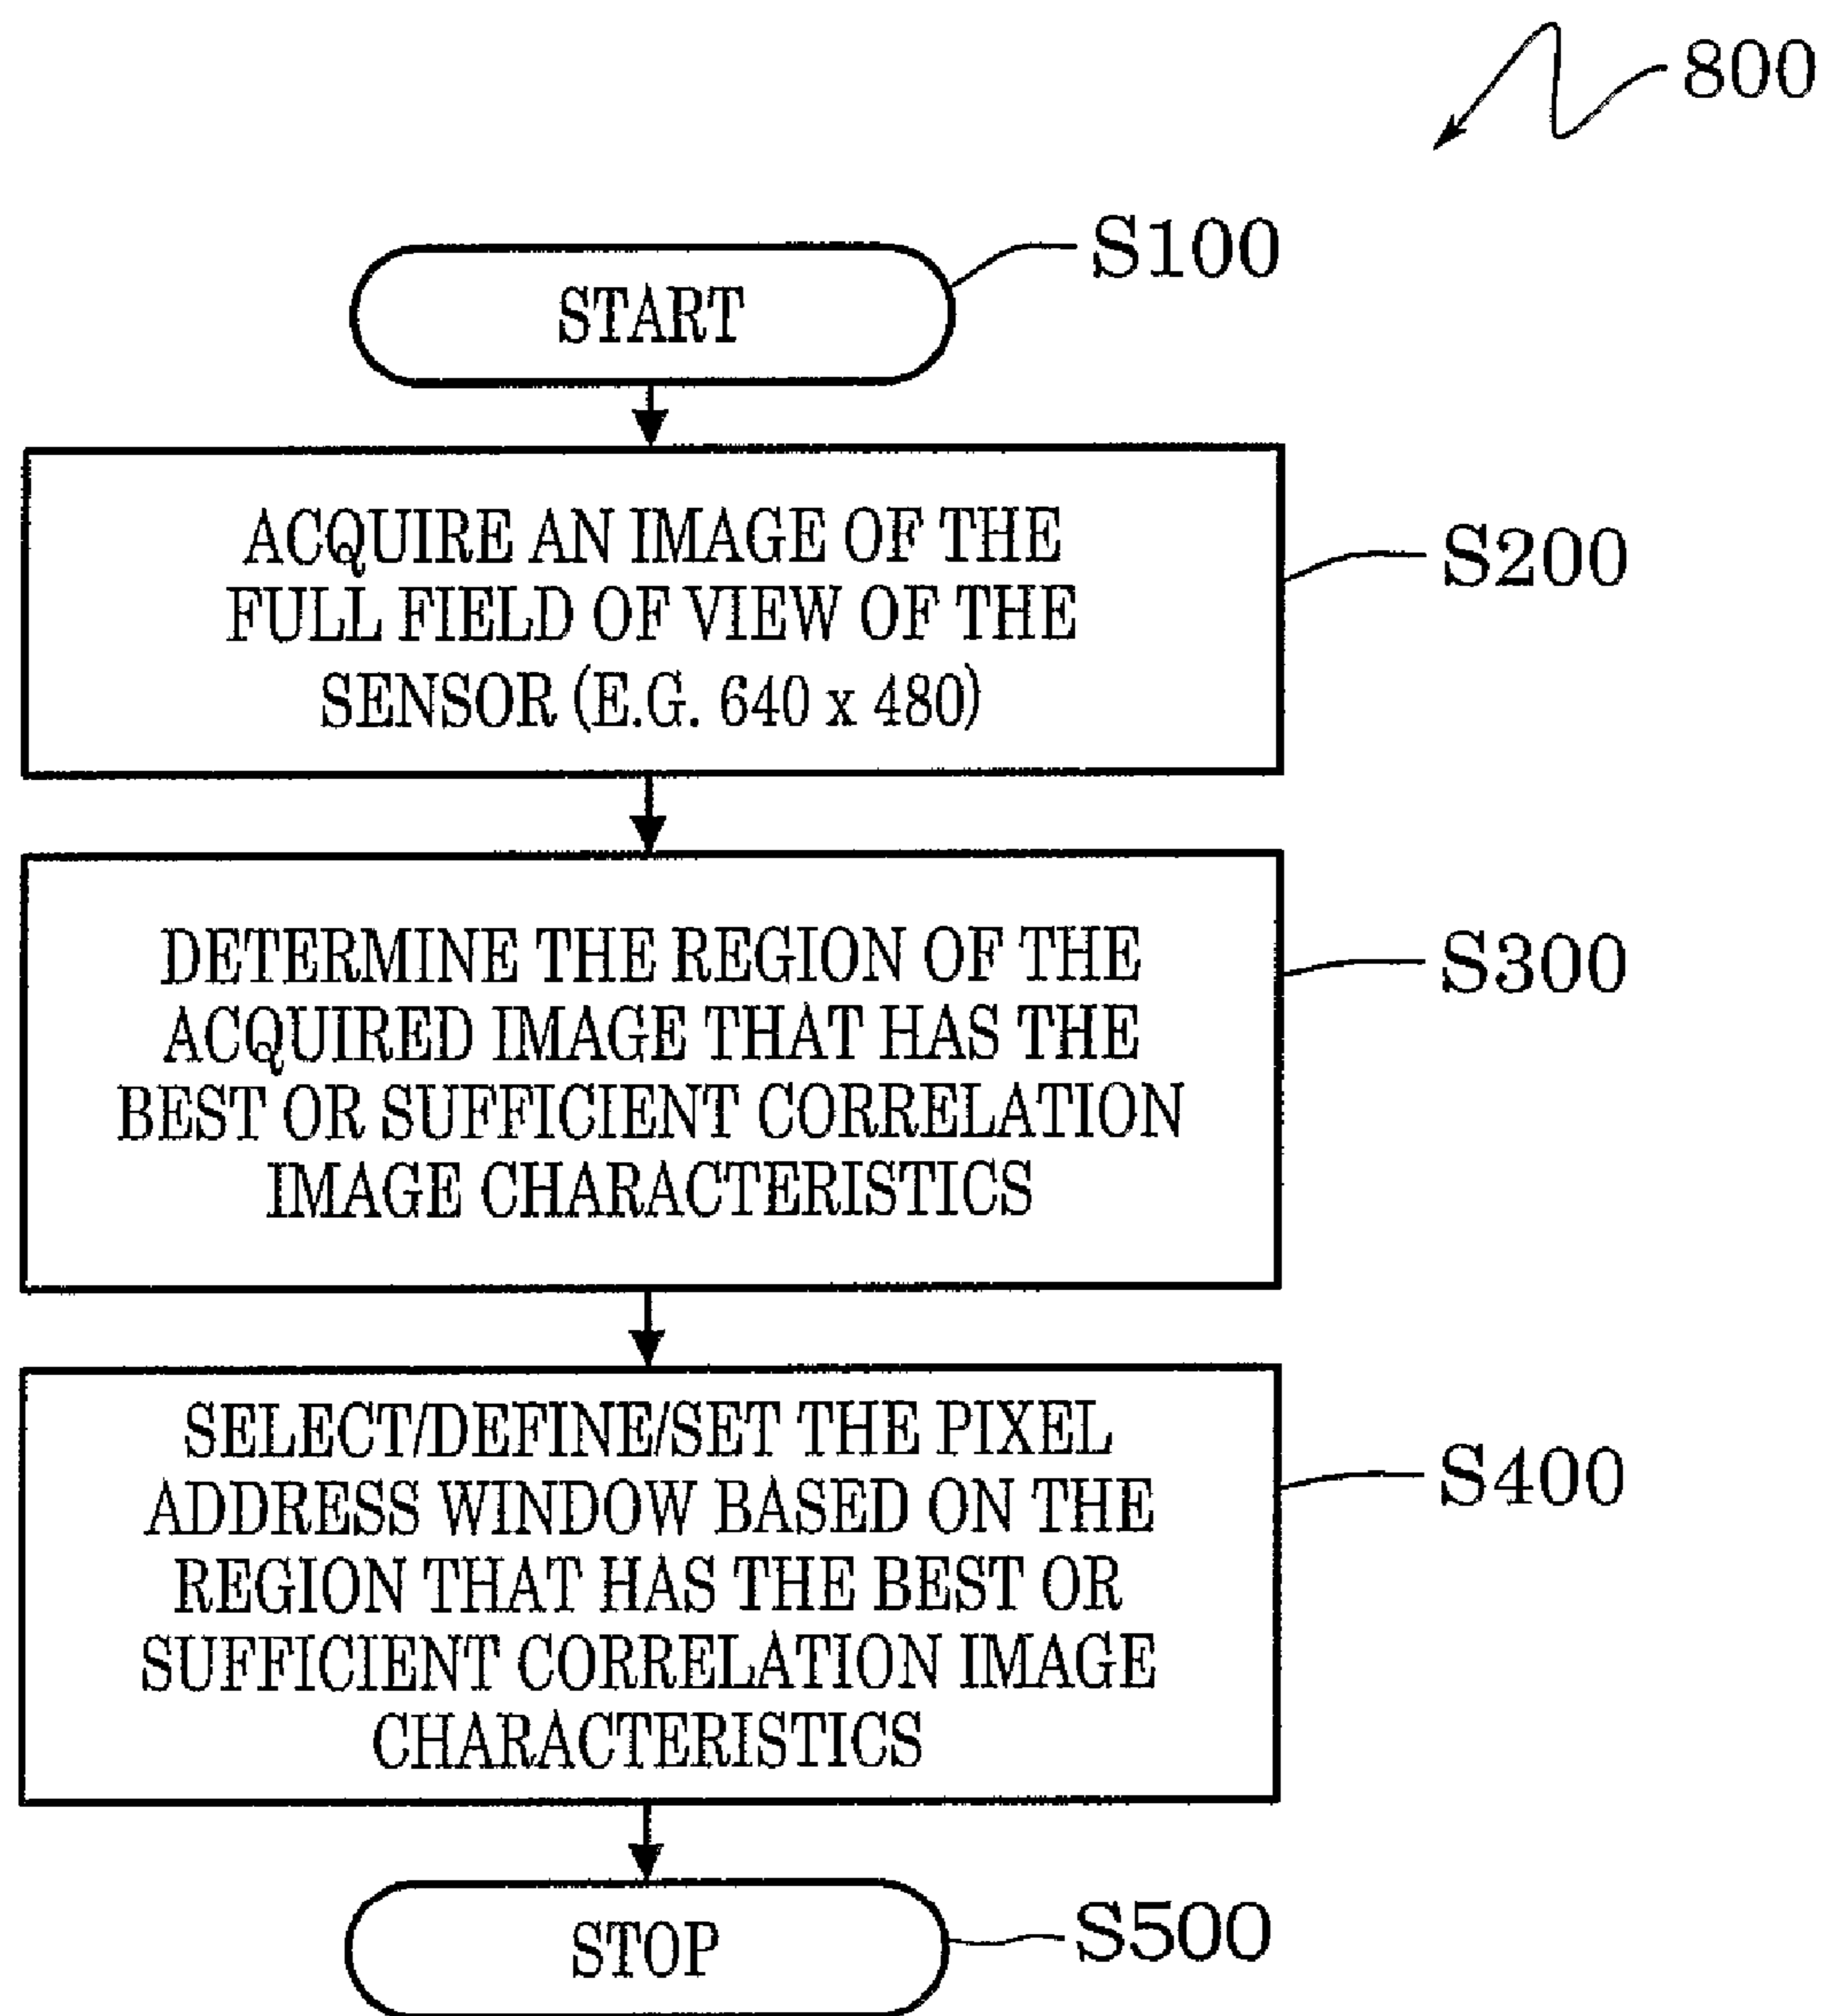 800
START
S100
ACQUIRE AN IMAGE OF THE
FULL FIELD OF VIEW OF THE
SENSOR (E.G. 640 x 480)
S200
DETERMINE THE REGION OF THE
ACQUIRED IMAGE THAT HAS THE
BEST OR SUFFICIENT CORRELATION
IMAGE CHARACTERISTICS
S300
SELECT/DEFINE/SET THE PIXEL
ADDRESS WINDOW BASED ON THE
REGION THAT HAS THE BEST OR
SUFFICIENT CORRELATION IMAGE
CHARACTERISTICS
S400
STOP
S500